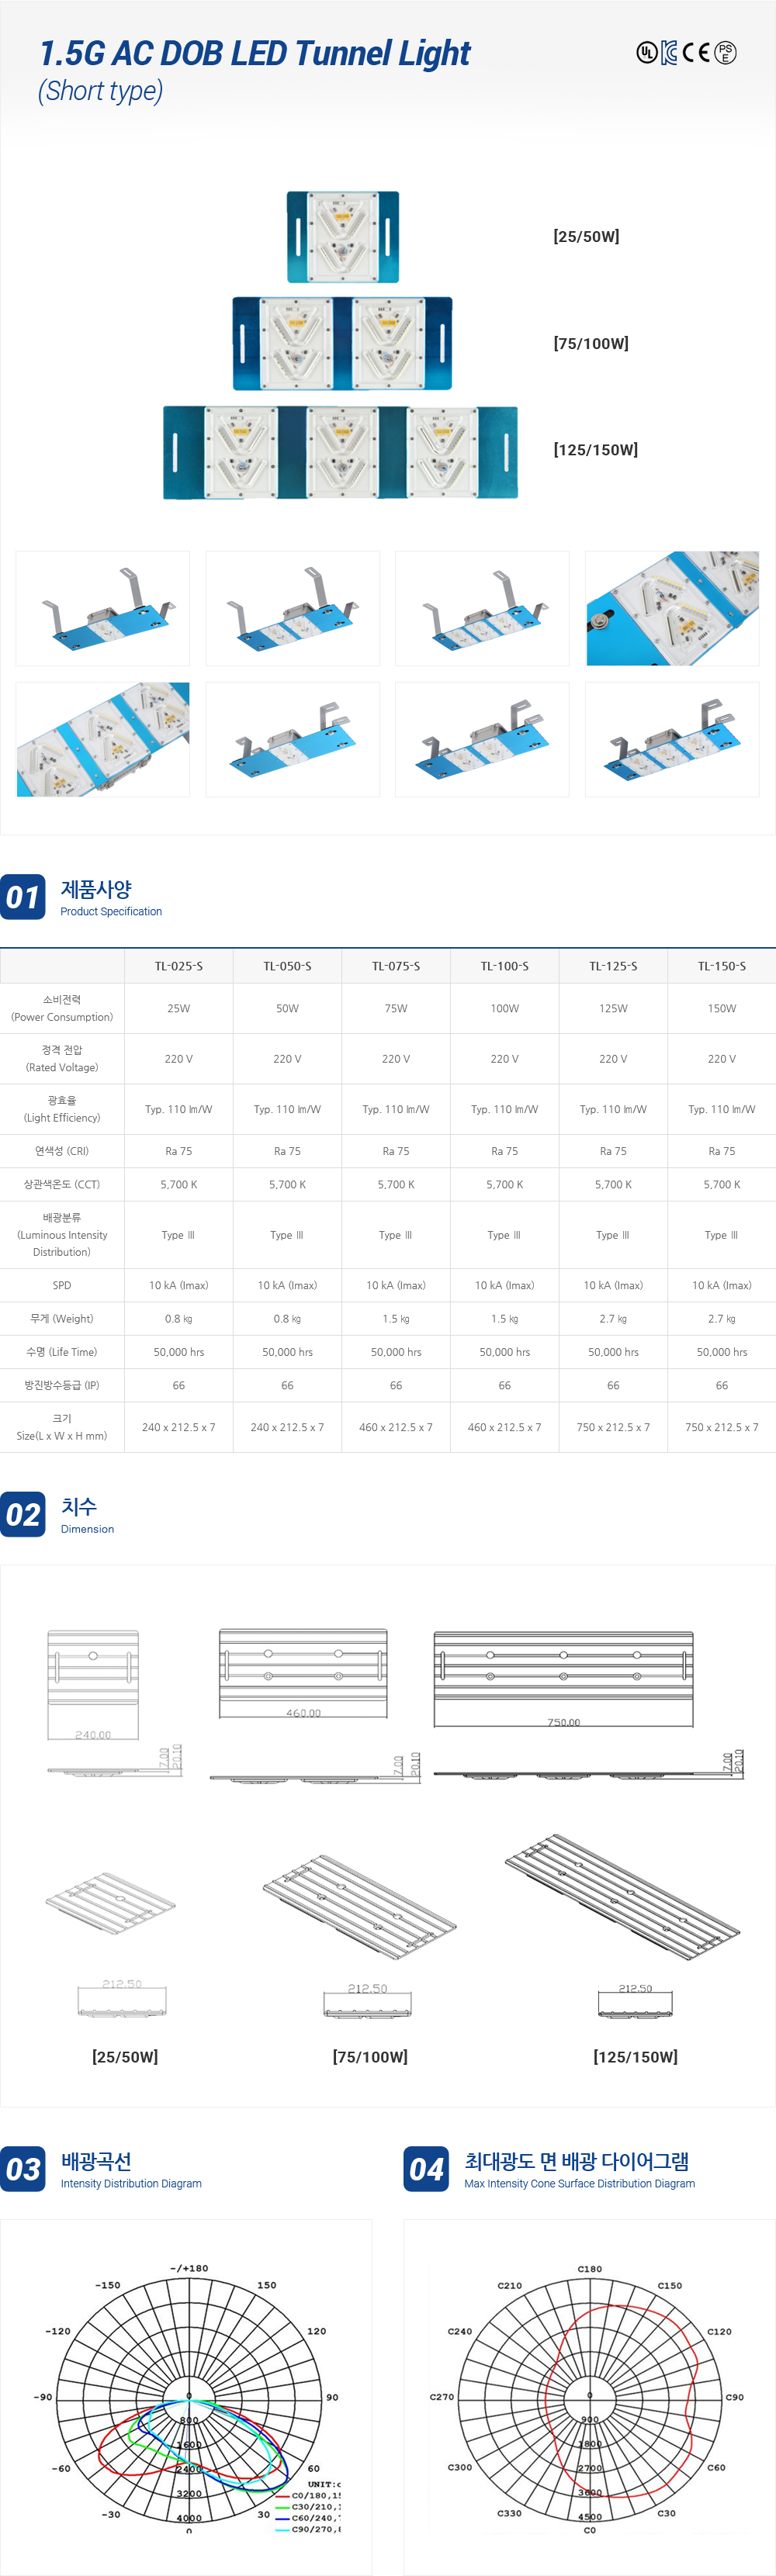 1.5G AC DOB LED Tunnel Light
(Short type)
UL CE PS E
[25/50W]
[75/100W]
[125/150W]
01 제품사양
Product Specification
TL-025-S TL-050-S TL-075-S TL-100-S TL-125-S TL-150-S
소비전력
(Power Consumption)
25W 50W 75W 100W 125W 150W
정격 전압
(Rated Voltage)
220 V 220 V 220 V 220 V 220 V 220 V
광효율
(Light Efficiency)
Typ. 110 lm/W Typ. 110 lm/W Typ. 110 lm/W Typ. 110 lm/W Typ. 110 lm/W Typ. 110 lm/W
연색성 (CRI) Ra 75 Ra 75 Ra 75 Ra 75 Ra 75 Ra 75
상관색온도 (CCT) 5,700 K 5,700 K 5,700 K 5,700 K 5,700 K 5,700 K
배광분류
(Luminous Intensity
Distribution)
Type Ⅲ Type Ⅲ Type Ⅲ Type Ⅲ Type Ⅲ Type Ⅲ
SPD 10 kA (Imax) 10 kA (Imax) 10 kA (Imax) 10 kA (Imax) 10 kA (Imax) 10 kA (Imax)
무게 (Weight) 0.8 ㎏ 0.8 ㎏ 1.5 ㎏ 1.5 ㎏ 2.7 ㎏ 2.7 ㎏
수명 (Life Time) 50,000 hrs 50,000 hrs 50,000 hrs 50,000 hrs 50,000 hrs 50,000 hrs
방진방수등급 (IP) 66 66 66 66 66 66
크기
Size(L x W x H mm)
240 x 212.5 x 7 240 x 212.5 x 7 460 x 212.5 x 7 460 x 212.5 x 7 750 x 212.5 x 7 750 x 212.5 x 7
02 치수
Dimension
240.00 460.00 750.00
7.00 20.10 7.00 20.10 7.00 20.10
212.50 212.50 212.50
[25/50W] [75/100W] [125/150W]
03 배광곡선
Intensity Distribution Diagram
-/+180
-150 150
-120 120
-90 0 90
800
1600
-60 2400 60
3200
-30 4000 30
0
UNIT:c
C0/180,15
C30/210,1
C60/240,7
C90/270,8
04 최대광도 면 배광 다이어그램
Max Intensity Cone Surface Distribution Diagram
C180
C210 C150
C240 C120
C270 0 C90
900
1800
C300 2700 C60
3600
C330 4500 C30
C0